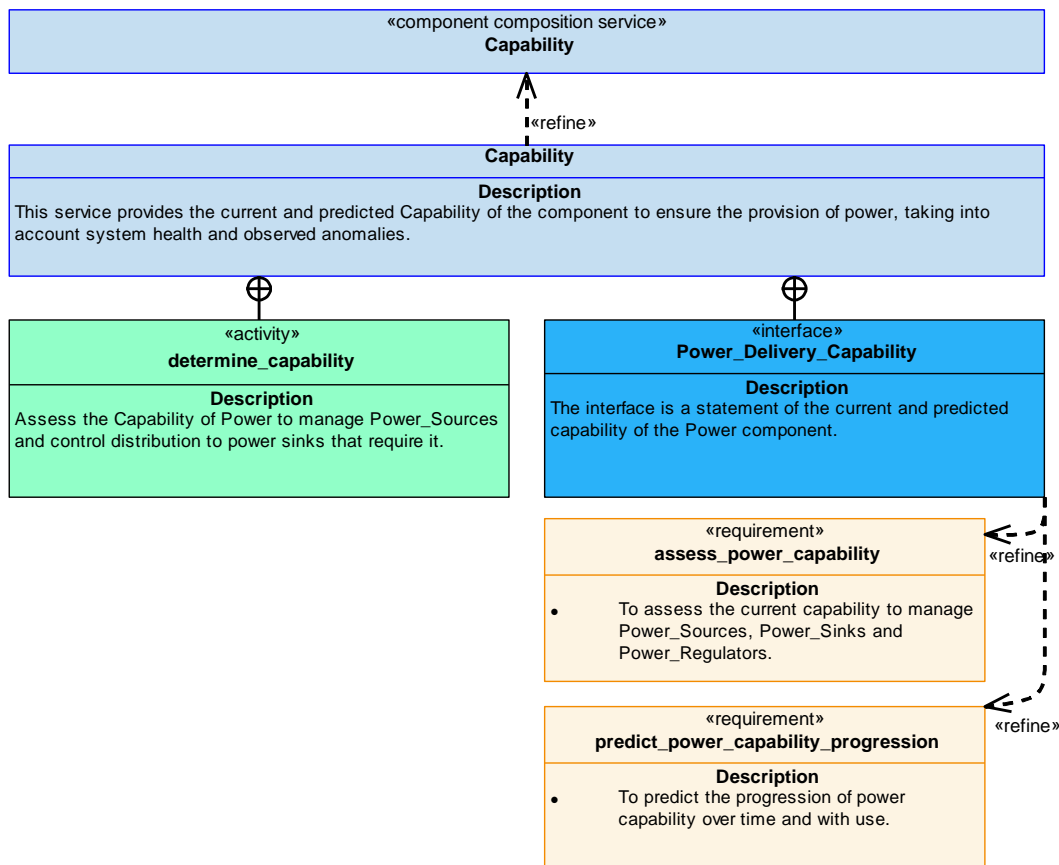 «component composition service»
Capability
«refine»
Capability
Description
This service provides the current and predicted Capability of the component to ensure the provision of power, taking into
account system health and observed anomalies.
«activity»
determine_capability
Description
Assess the Capability of Power to manage Power_Sources
and control distribution to power sinks that require it.
«interface»
Power_Delivery_Capability
Description
The interface is a statement of the current and predicted
capability of the Power component.
«requirement»
assess_power_capability
«refine»
Description
• To assess the current capability to manage
Power_Sources, Power_Sinks and
Power_Regulators.
«requirement»
predict_power_capability_progression
«refine»
Description
• To predict the progression of power
capability over time and with use.